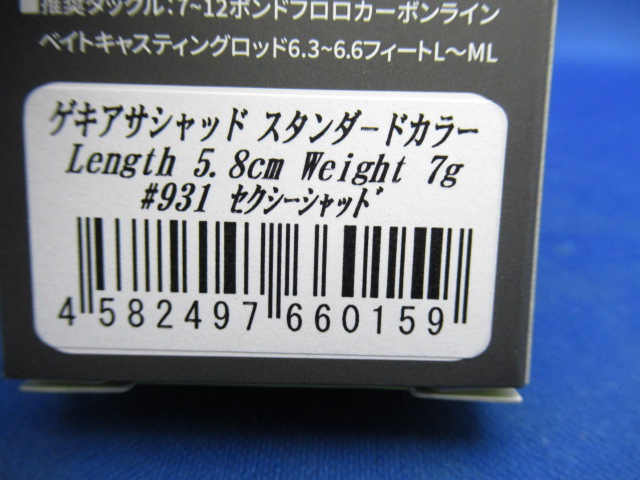 ■推奨タックル:7~12ポンドフロロカーボンライン
ベイトキャスティングロッド6.3~6.6フィートL~ML
ゲキアサシャッド スタンダードカラー
Length 5.8cm Weight 7g
#931 セクシーシャッド
4 582497 660159